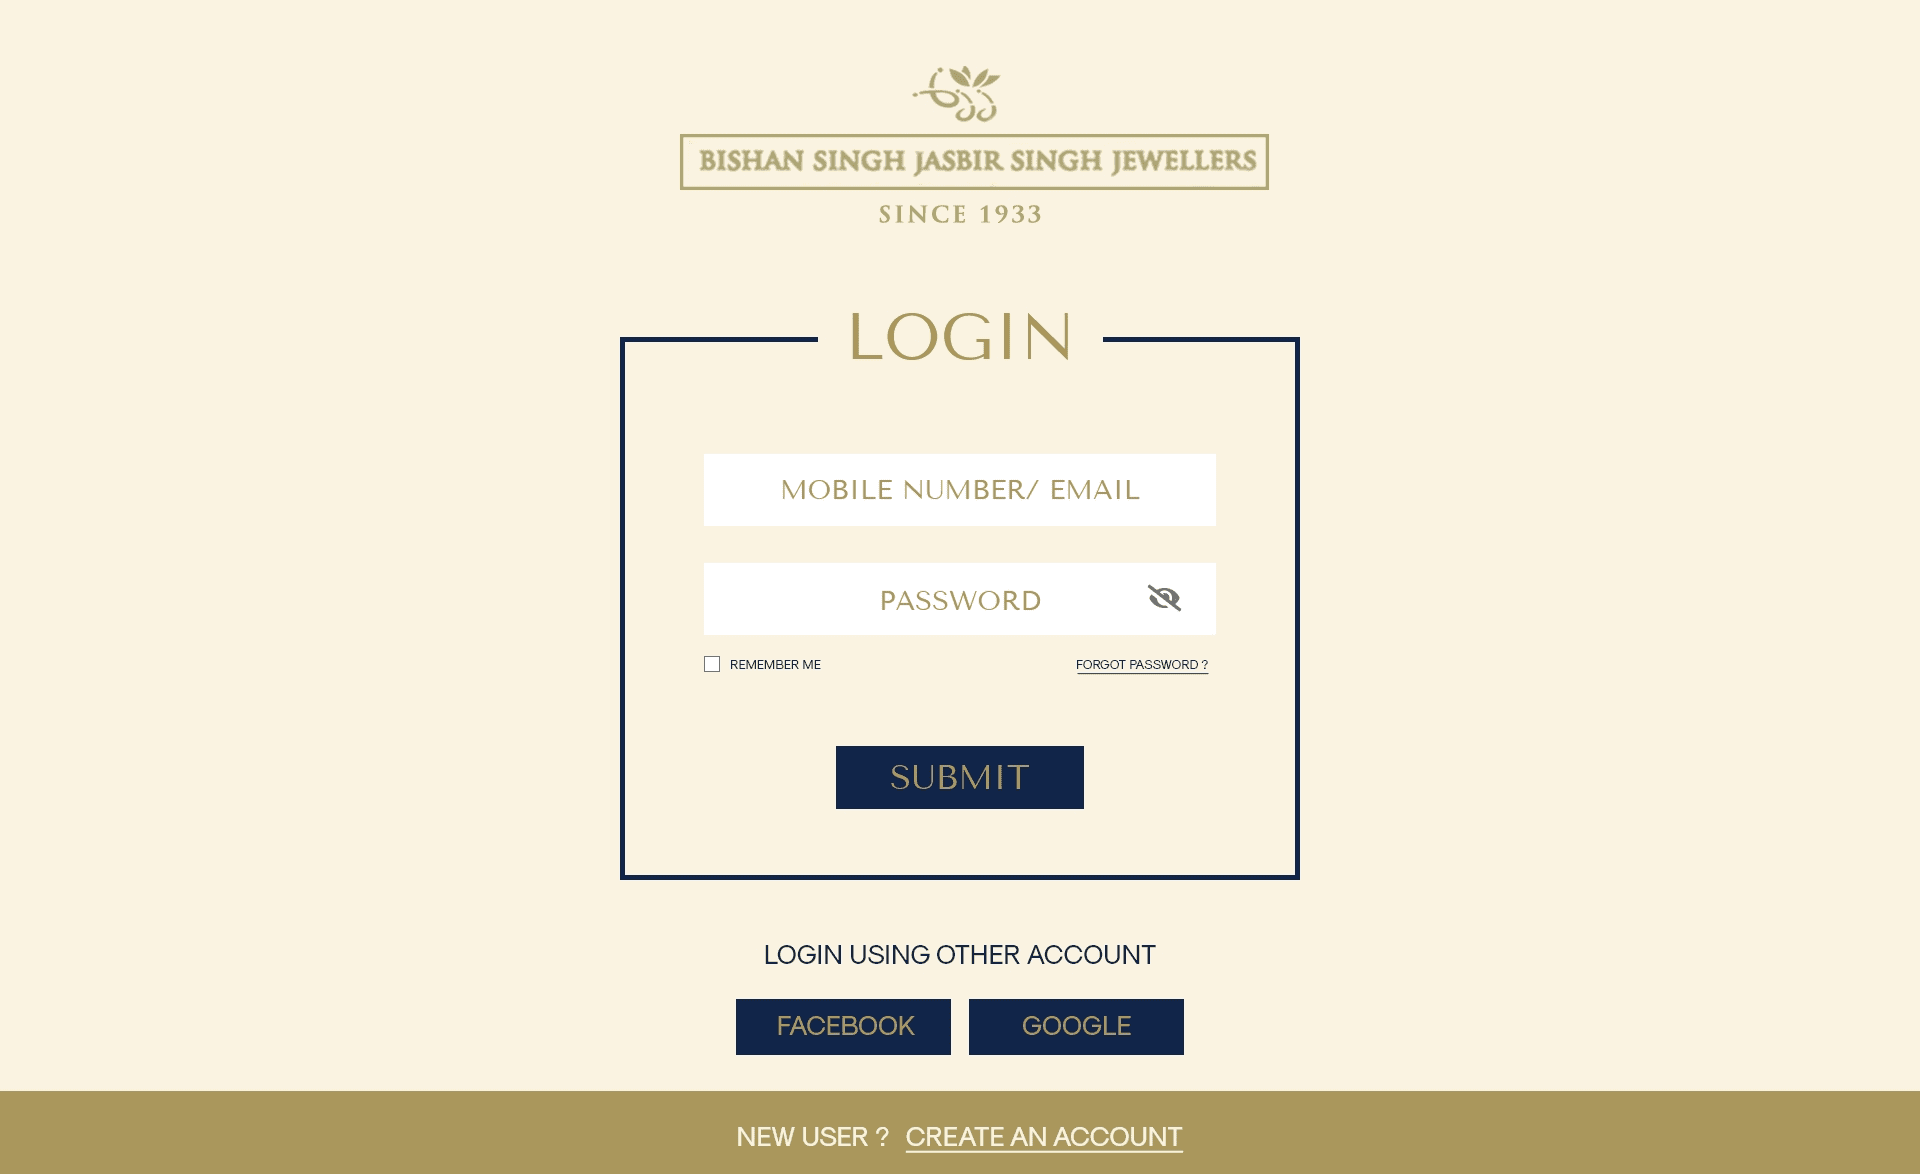 BISHAN SINGH JASBIR SINGH JEWELLERS
SINCE 1933
LOGIN
MOBILE NUMBER/ EMAIL
PASSWORD
REMEMBER ME FORGOT PASSWORD ?
SUBMIT
LOGIN USING OTHER ACCOUNT
FACEBOOK GOOGLE
NEW USER ? CREATE AN ACCOUNT